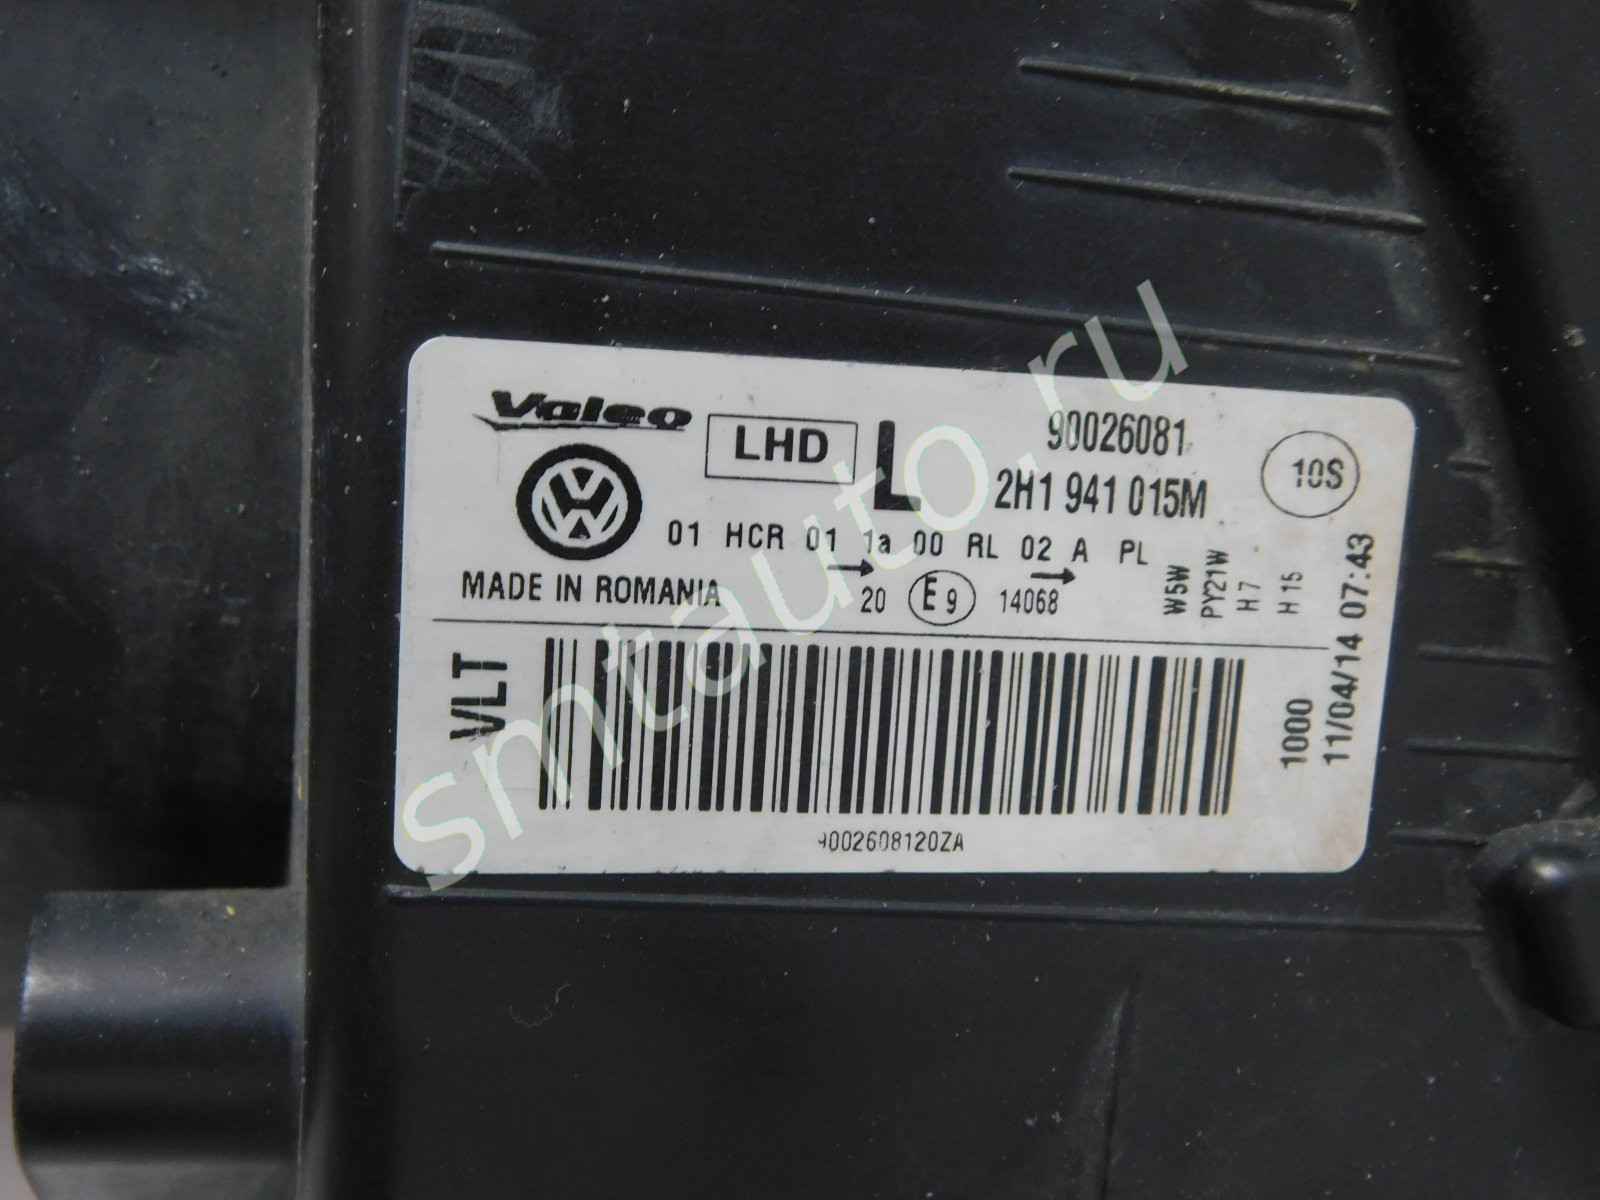 Valeo
LHD L 90026081
2H1 941 015M
10S
01 HCR 01 1a 00 RL 02 A PL
MADE IN ROMANIA
20 E9 14068
W5W
PY21W
H7
H15
VLT
1000
11/04/14 07:43
9002608120ZA
smtauto.ru